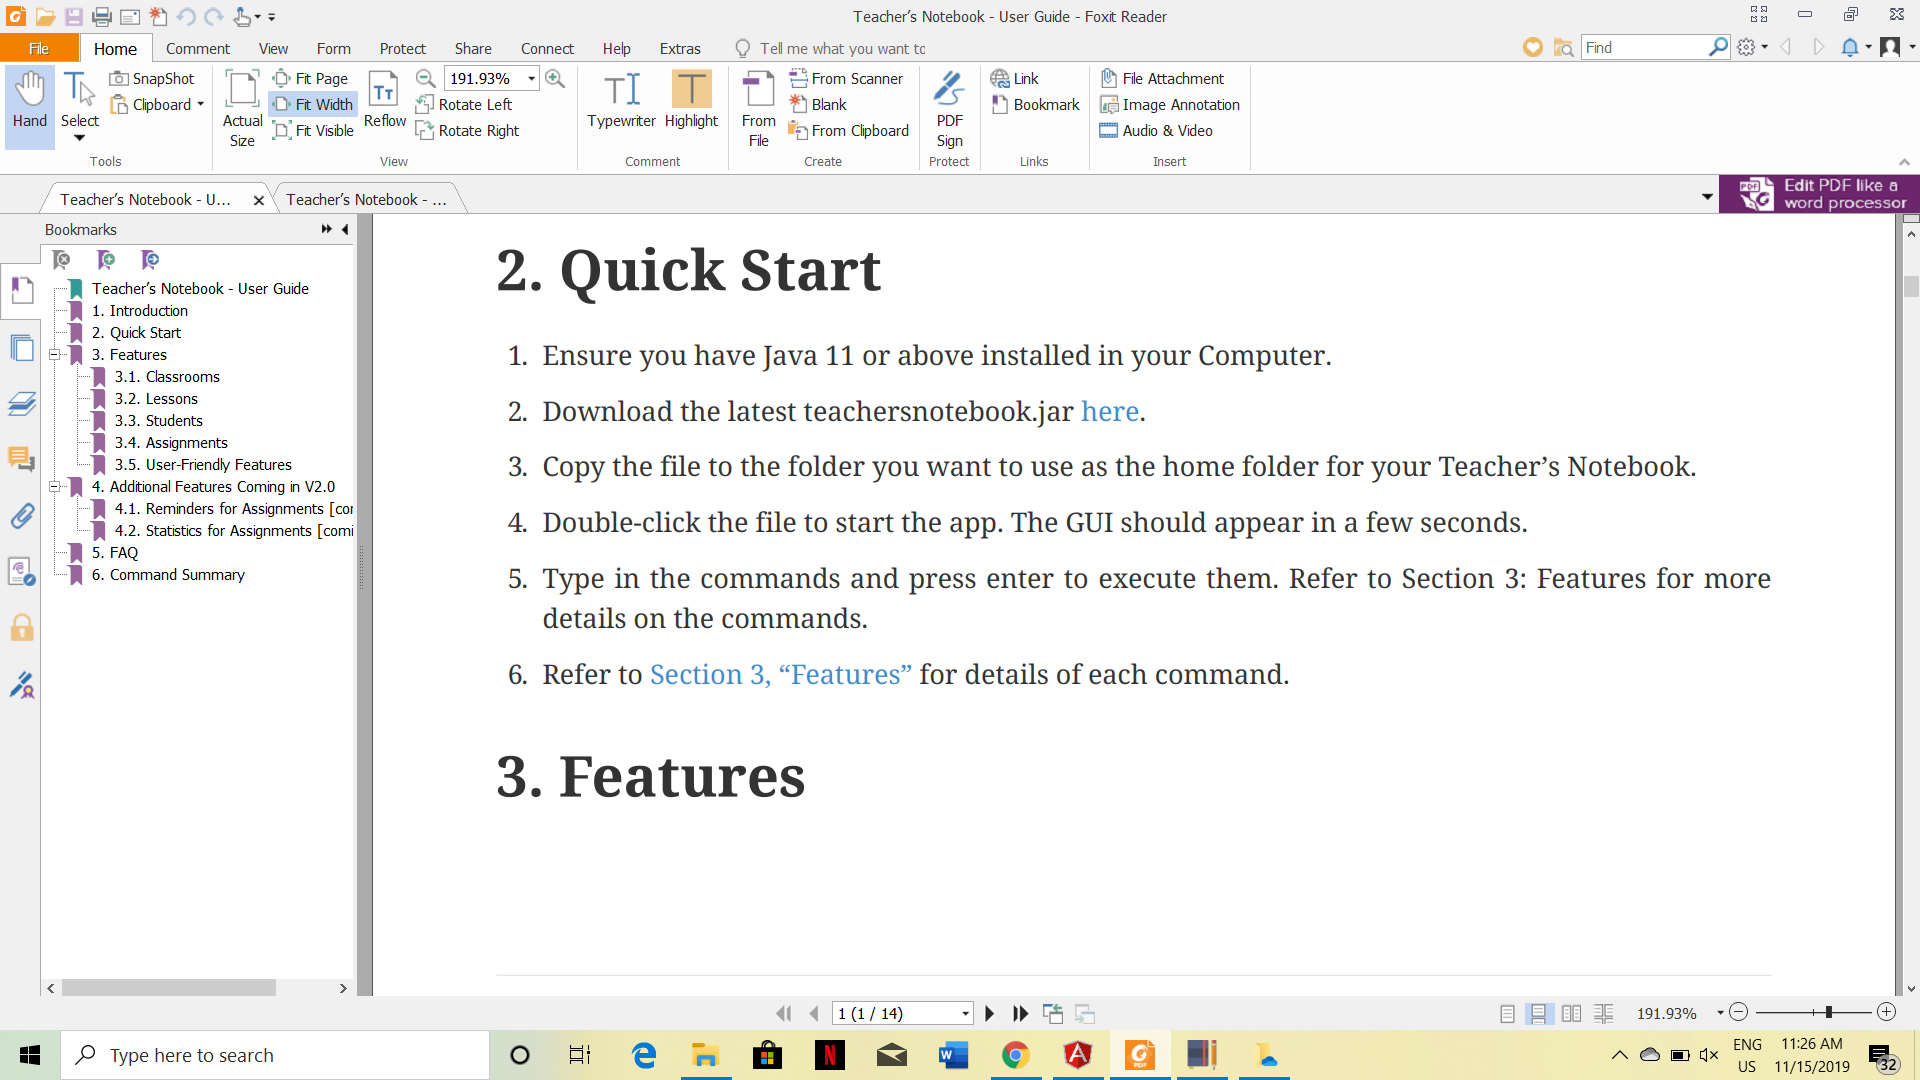 Teacher’s Notebook - User Guide - Foxit Reader
File Home Comment View Form Protect Share Connect Help Extras Tell me what you want to Find
Hand
Select
SnapShot
Clipboard
Tools
Actual
Size
Fit Page
Fit Width
Fit Visible
Reflow
191.93%
Rotate Left
Rotate Right
View
Typewriter
Highlight
Comment
From
File
From Scanner
Blank
From Clipboard
Create
PDF
Sign
Protect
Link
Bookmark
Links
File Attachment
Image Annotation
Audio & Video
Insert
Teacher’s Notebook - U... Teacher’s Notebook - ...
Edit PDF like a
word processor
Bookmarks
Teacher’s Notebook - User Guide
1. Introduction
2. Quick Start
3. Features
3.1. Classrooms
3.2. Lessons
3.3. Students
3.4. Assignments
3.5. User-Friendly Features
4. Additional Features Coming in V2.0
4.1. Reminders for Assignments [co
4.2. Statistics for Assignments [comi
5. FAQ
6. Command Summary
2. Quick Start
1. Ensure you have Java 11 or above installed in your Computer.
2. Download the latest teachersnotebook.jar here.
3. Copy the file to the folder you want to use as the home folder for your Teacher’s Notebook.
4. Double-click the file to start the app. The GUI should appear in a few seconds.
5. Type in the commands and press enter to execute them. Refer to Section 3: Features for more
details on the commands.
6. Refer to Section 3, “Features” for details of each command.
3. Features
1 (1 / 14)
191.93%
Type here to search
ENG
US
11:26 AM
11/15/2019
32